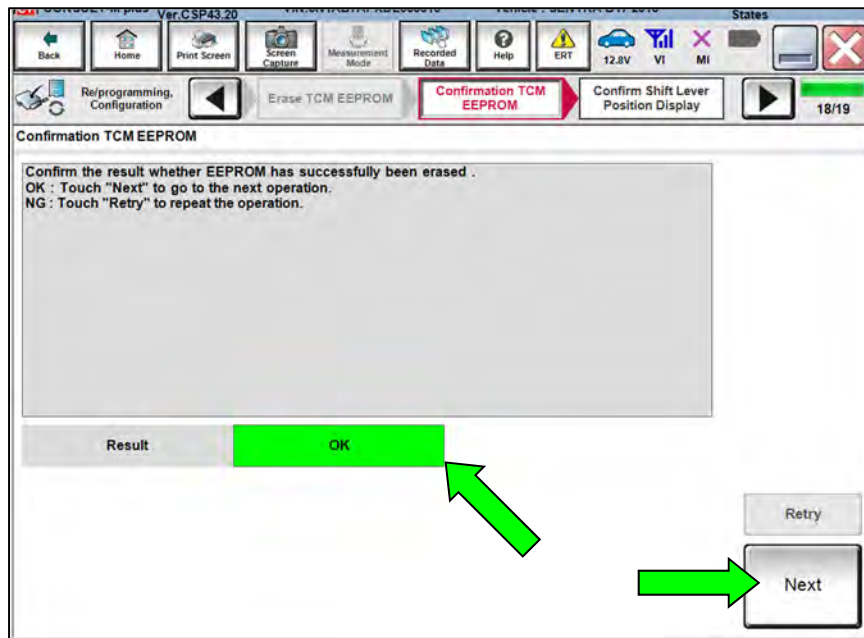 Ver.CSP43.20
States
Back
Home
Print Screen
Screen Capture
Measurement Mode
Recorded Data
Help
ERT
12.8V
VI
MI
Re/programming, Configuration
Erase TCM EEPROM
Confirmation TCM EEPROM
Confirm Shift Lever Position Display
18/19
Confirmation TCM EEPROM
Confirm the result whether EEPROM has successfully been erased .
OK : Touch "Next" to go to the next operation.
NG : Touch "Retry" to repeat the operation.
Result
OK
Retry
Next